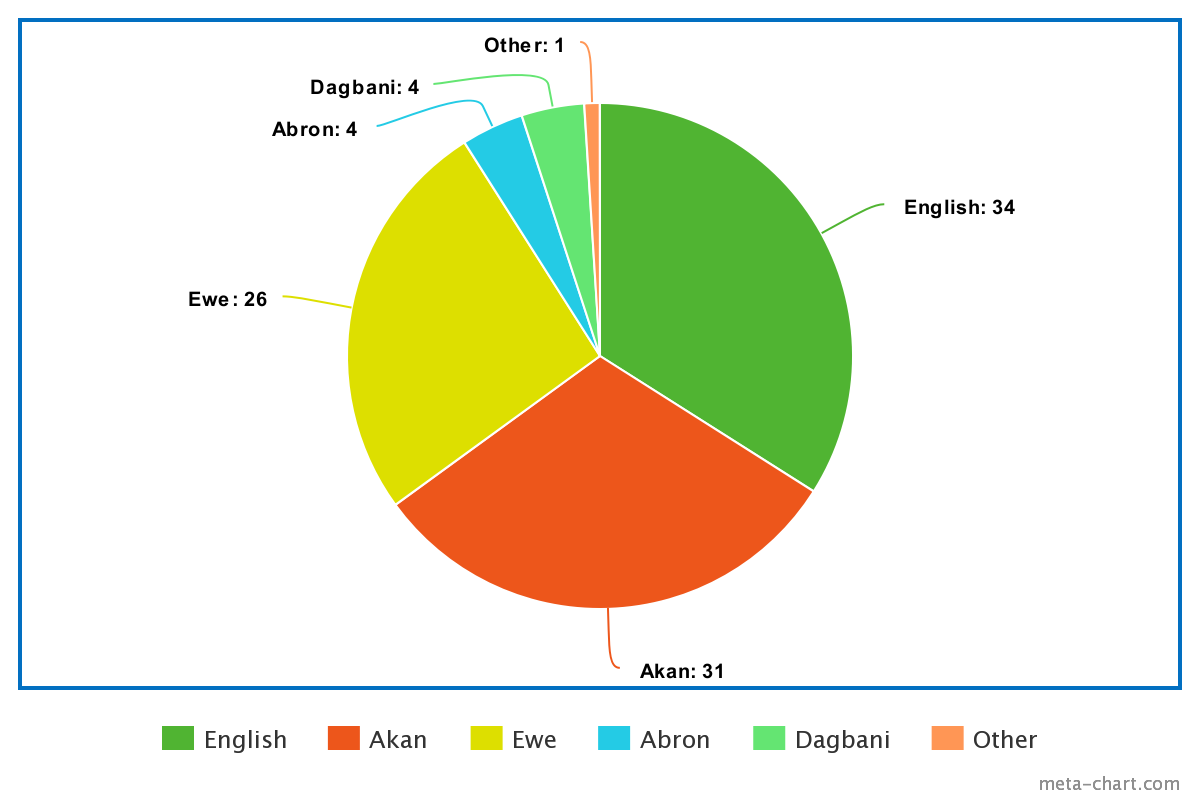 Other: 1
Dagbani: 4
Abron: 4
English: 34
Ewe: 26
Akan: 31
English Akan Ewe Abron Dagbani Other
meta-chart.com